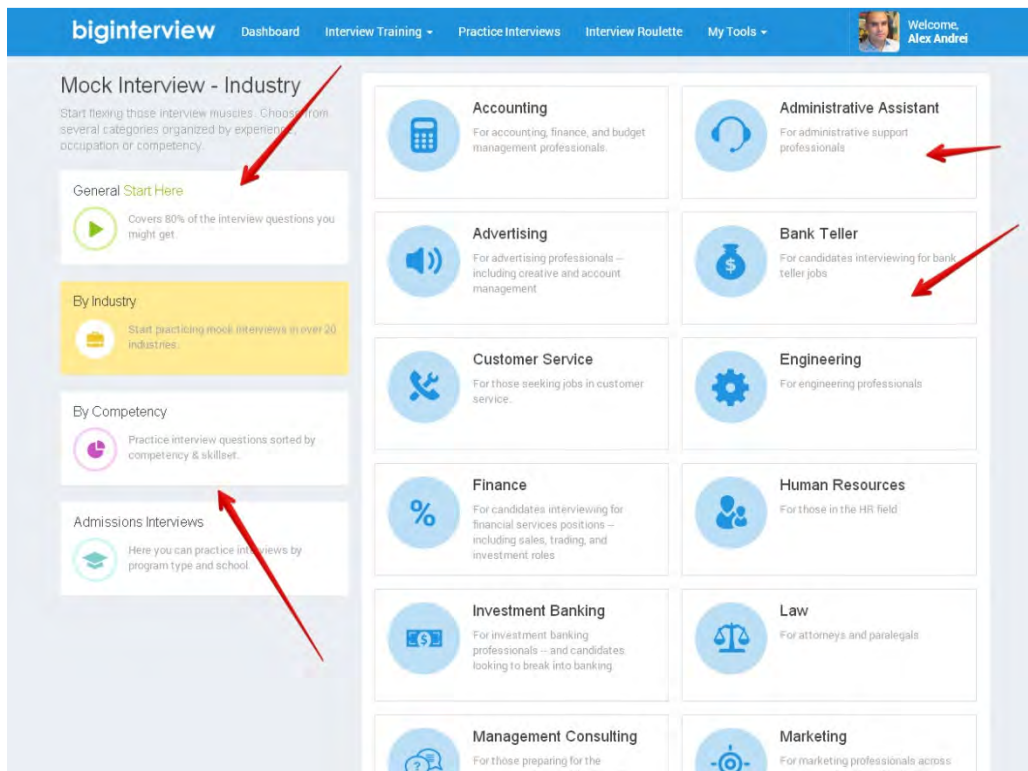 biginterview
Dashboard
Interview Training
Practice Interviews
Interview Roulette
My Tools
Welcome,
Alex Andrei
Mock Interview - Industry
Start flexing those interview muscles. Choose from
several categories organized by experience,
occupation or competency.
General Start Here
Covers 80% of the interview questions you
might get.
By Industry
Start practicing mock interviews in over 20
industries.
By Competency
Practice interview questions sorted by
competency & skillset.
Admissions Interviews
Here you can practice interviews by
program type and school.
Accounting
For accounting, finance, and budget
management professionals.
Administrative Assistant
For administrative support
professionals
Advertising
For advertising professionals --
including creative and account
management
Bank Teller
For candidates interviewing for bank
teller jobs
Customer Service
For those seeking jobs in customer
service.
Engineering
For engineering professionals
Finance
For candidates interviewing for
financial services positions --
including sales, trading, and
investment roles
Human Resources
For those in the HR field
Investment Banking
For investment banking
professionals -- and candidates
looking to break into banking
Law
For attorneys and paralegals
Management Consulting
For those preparing for the
Marketing
For marketing professionals across